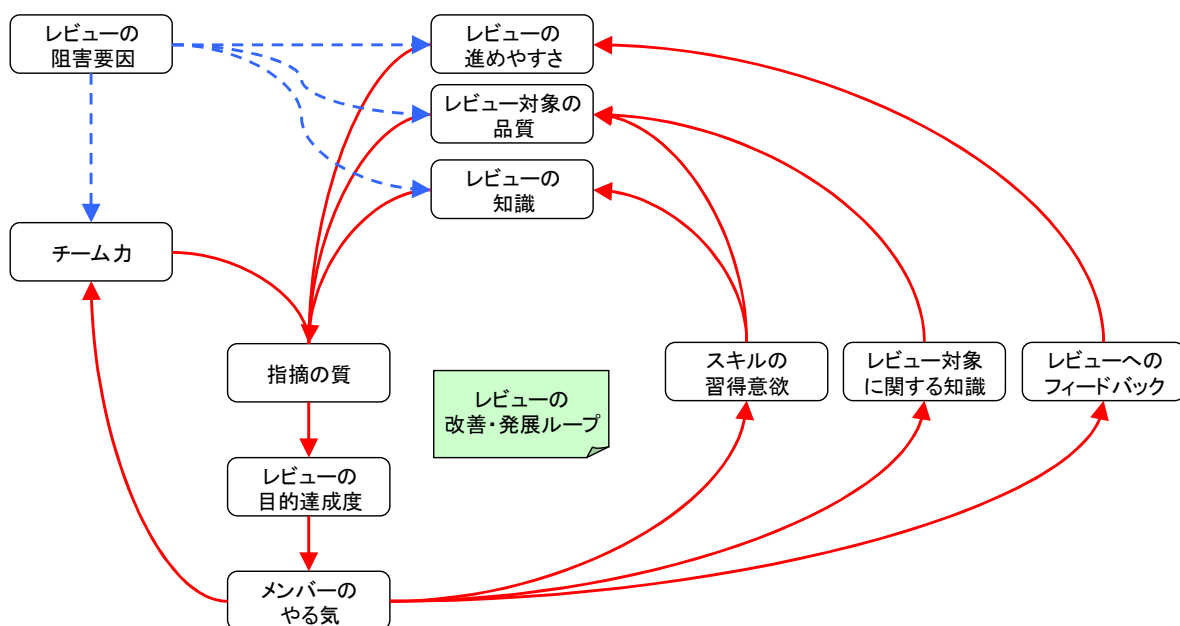 レビューの
阻害要因
レビューの
進めやすさ
レビュー対象の
品質
レビューの
知識
チーム力
指摘の質
レビューの
改善・発展ループ
スキルの
習得意欲
レビュー対象
に関する知識
レビューへの
フィードバック
レビューの
目的達成度
メンバーの
やる気